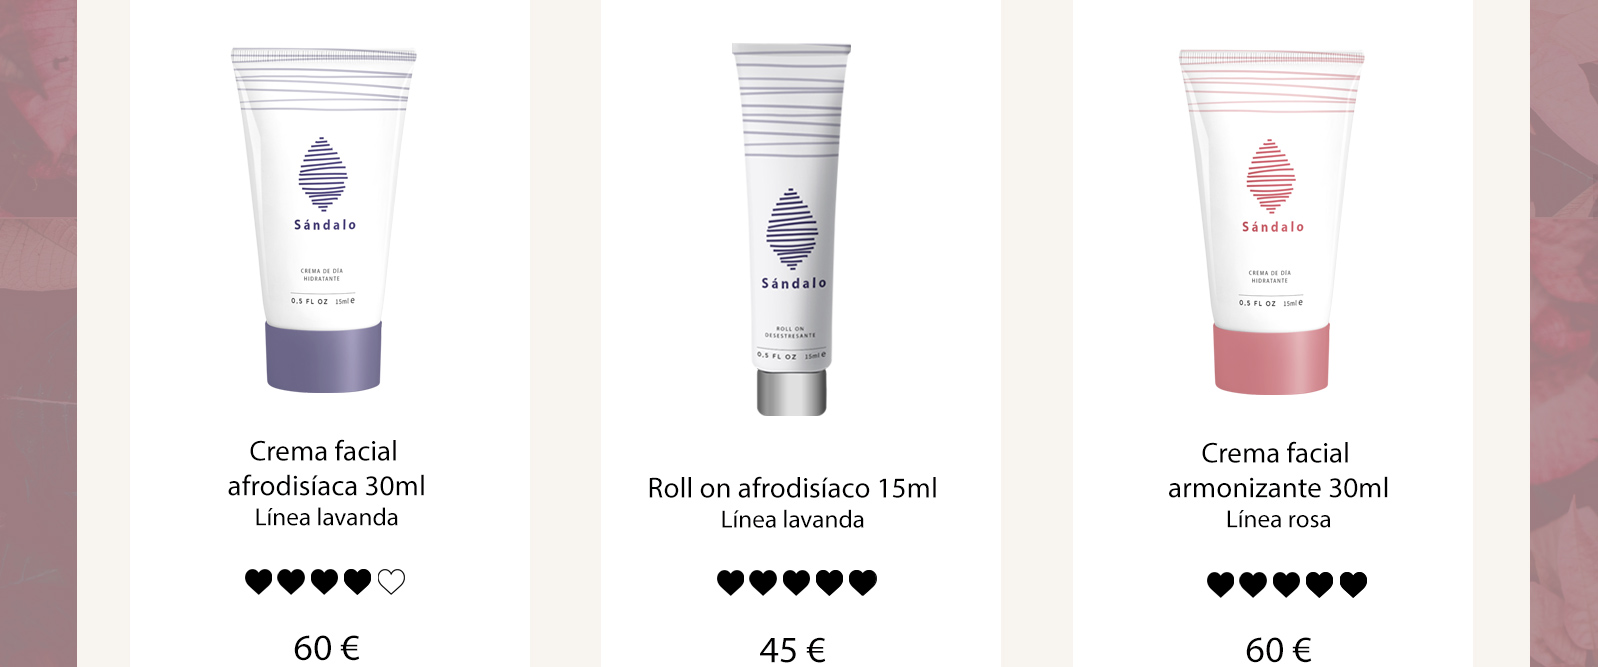 Sándalo
CREMA DE DÍA
HIDRATANTE
0,5 FL OZ 15ml e
Crema facial
afrodisíaca 30ml
Línea lavanda
60 €
Sándalo
ROLL ON
DESESTRESANTE
0,5 FL OZ 15ml e
Roll on afrodisíaco 15ml
Línea lavanda
45 €
Sándalo
CREMA DE DÍA
HIDRATANTE
0,5 FL OZ 15ml e
Crema facial
armonizante 30ml
Línea rosa
60 €